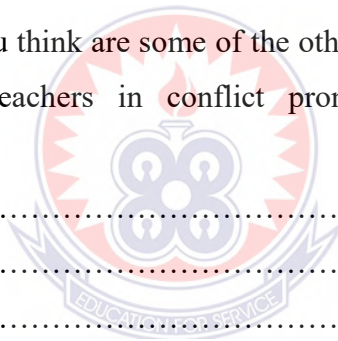 u think are some of the oth
eachers in conflict pron
........................................
........................................
EDUCATION FOR SERVICE
........................................